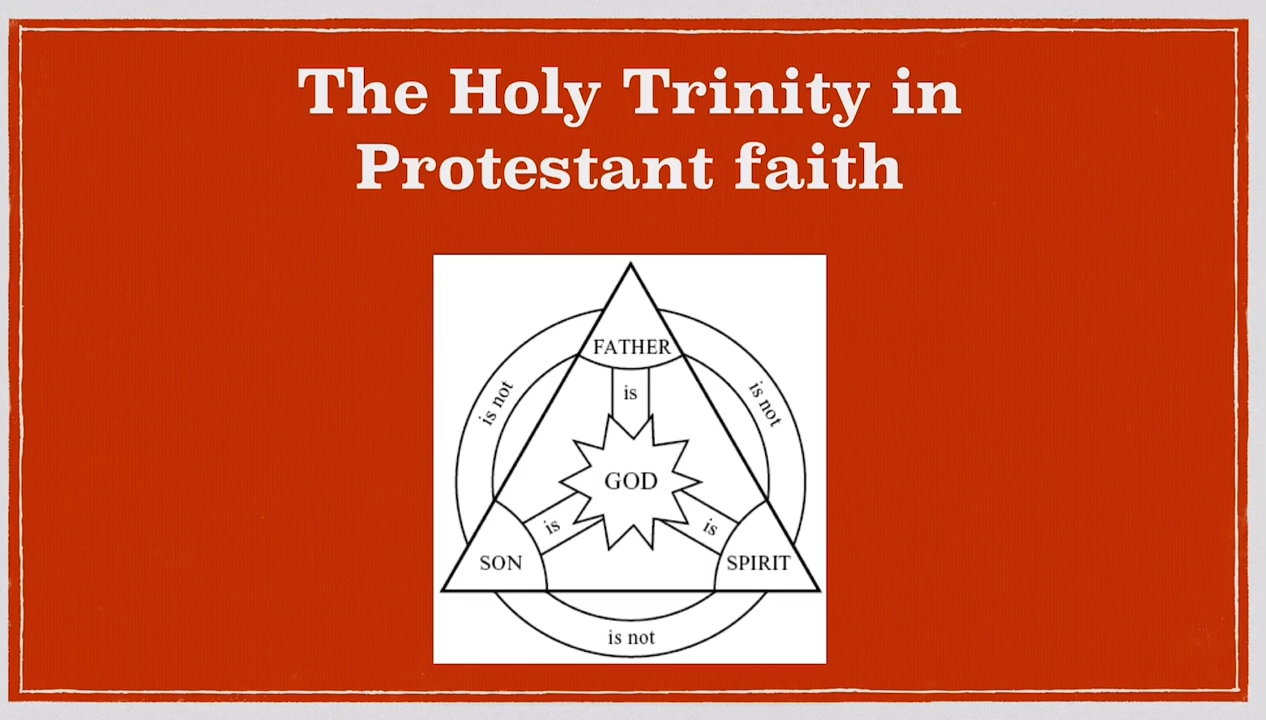 The Holy Trinity in
Protestant faith
FATHER
is not
is
is not
GOD
is
is
SON
SPIRIT
is not